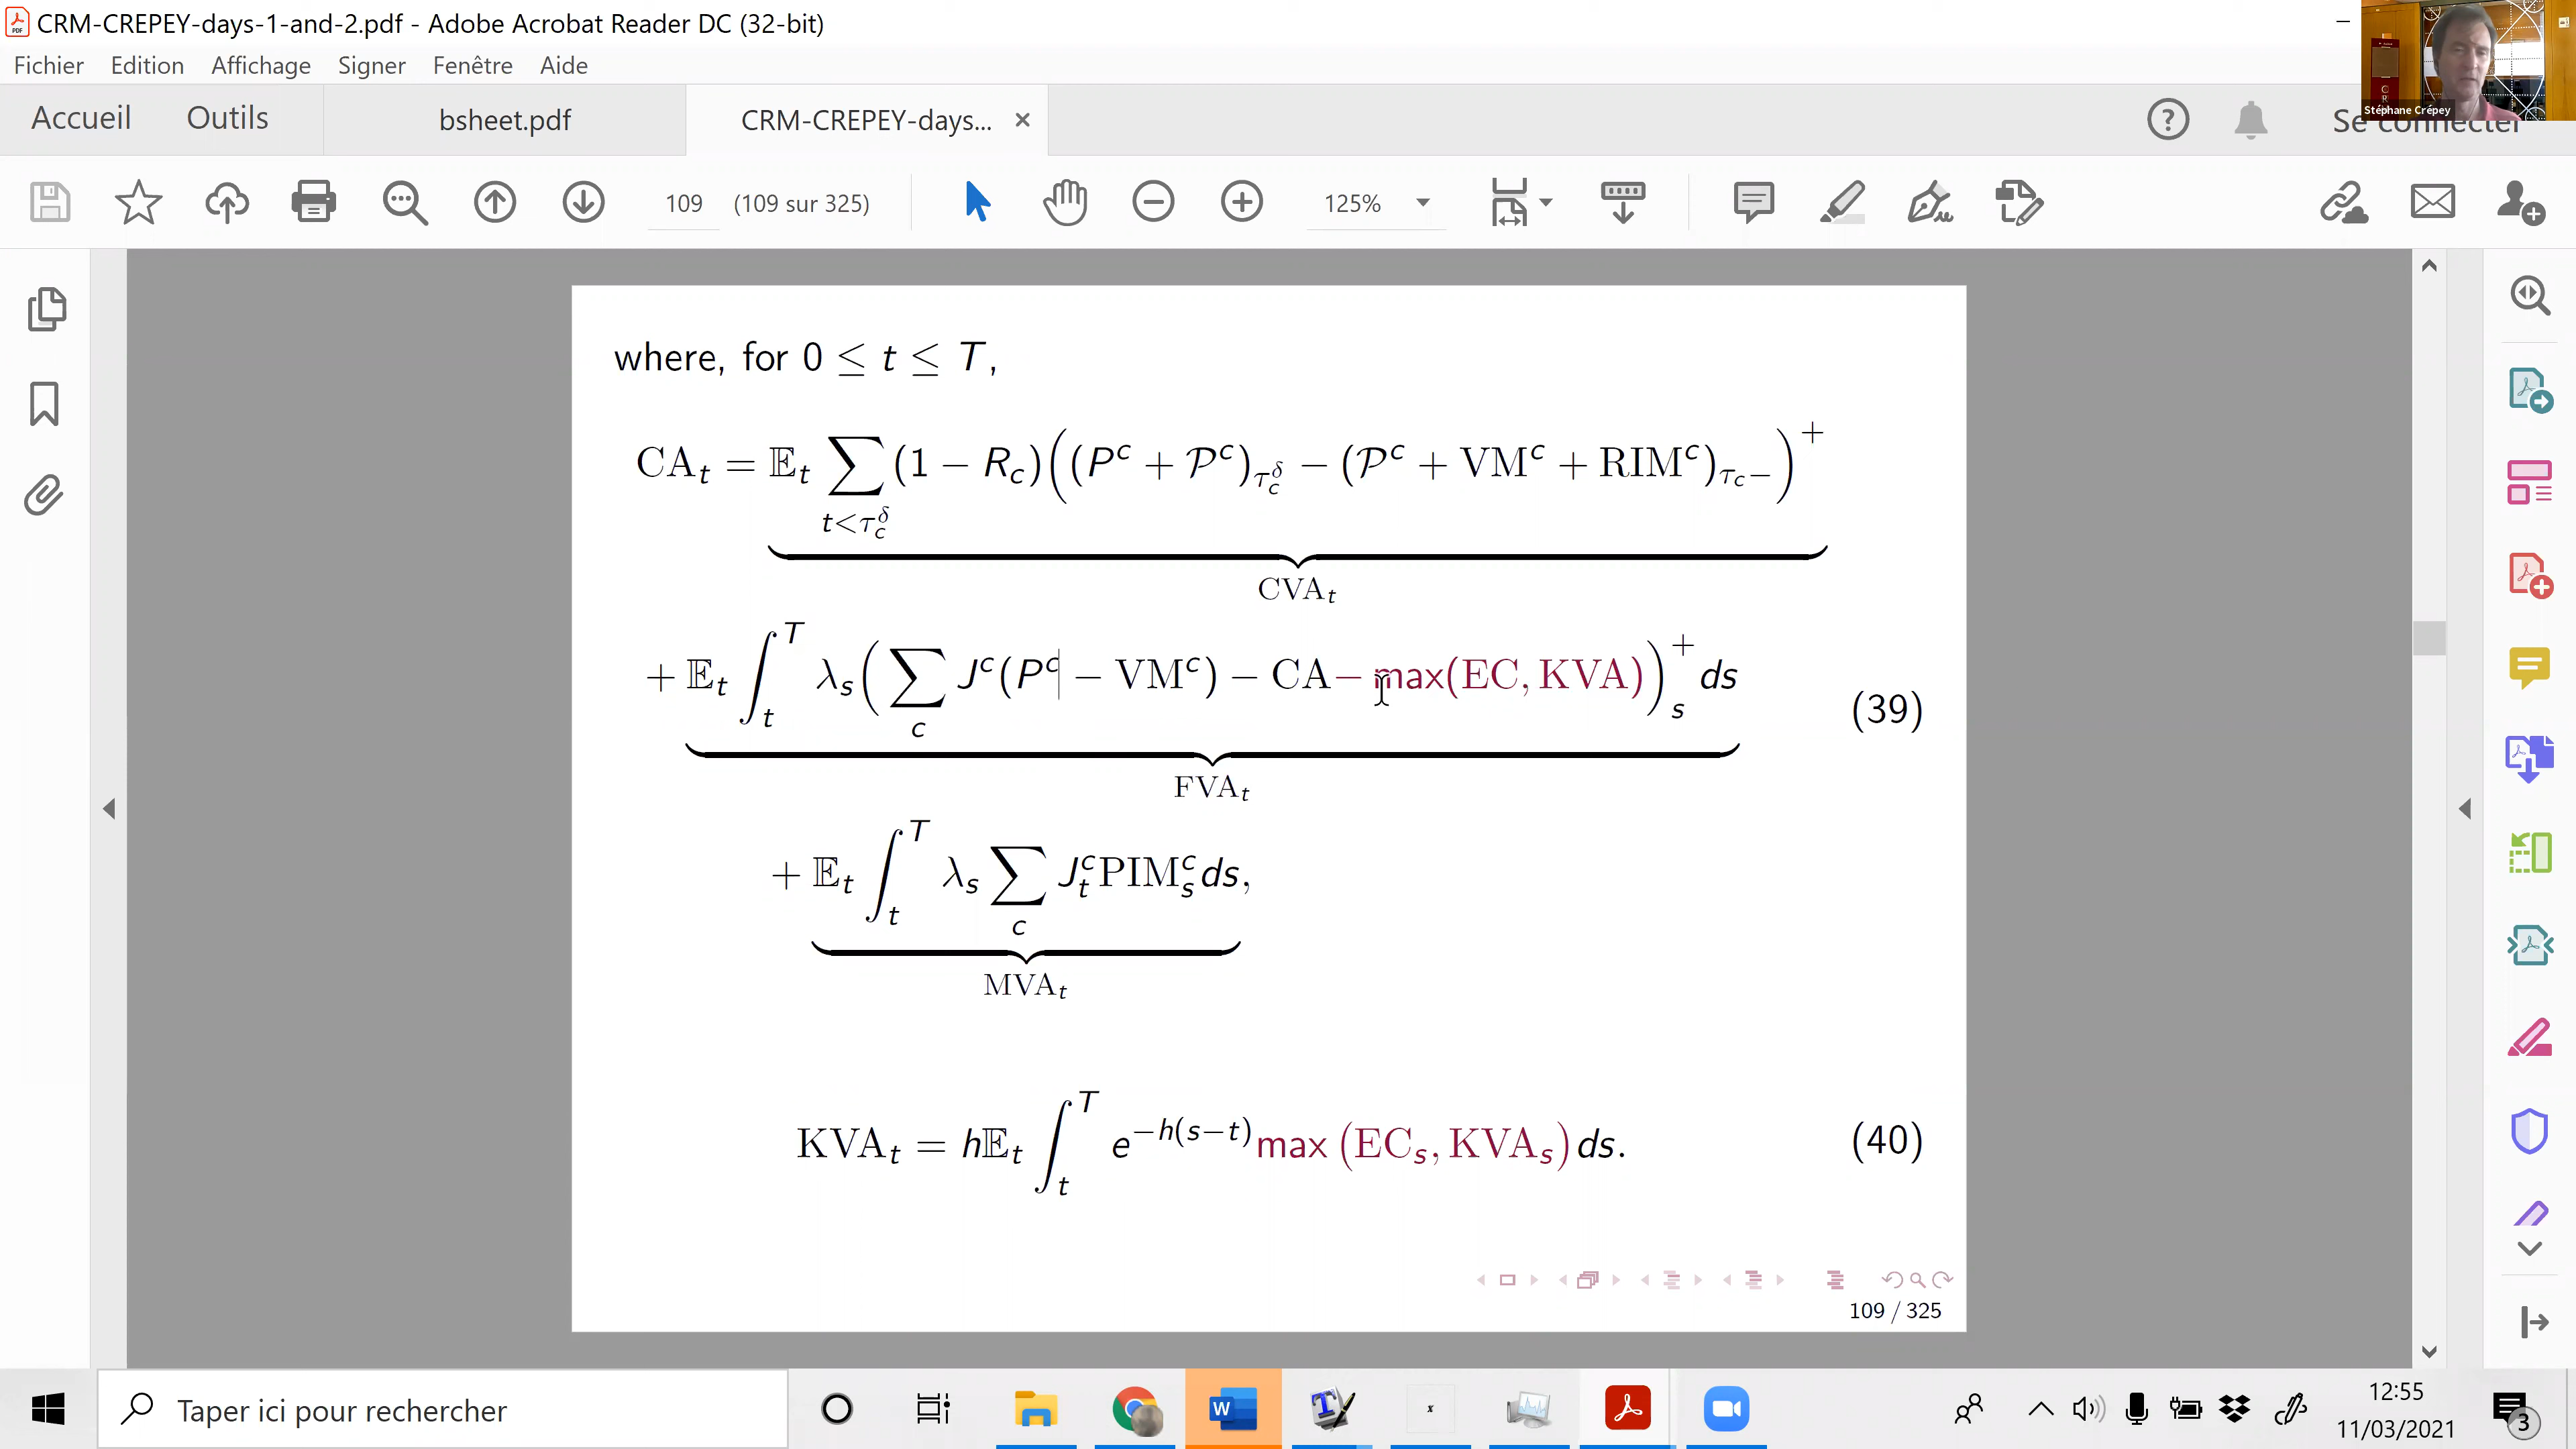 CRM-CREPEY-days-1-and-2.pdf - Adobe Acrobat Reader DC (32-bit)
Fichier Edition Affichage Signer Fenêtre Aide
Accueil Outils bsheet.pdf CRM-CREPEY-days... × Se connecter
Stéphane Crépey
109 (109 sur 325) 125%
where, for 0 ≤ t ≤ T,
CA_t = 𝔼_t ∑_{t<τ_c^δ} (1 − R_c)((P^c + 𝒫^c)_{τ_c^δ} − (𝒫^c + VM^c + RIM^c)_{τ_c−})^+
CVA_t
+ 𝔼_t ∫_t^T λ_s(∑_c J^c(P^c − VM^c) − CA − max(EC, KVA))_s^+ ds (39)
FVA_t
+ 𝔼_t ∫_t^T λ_s ∑_c J_t^c PIM_s^c ds,
MVA_t
KVA_t = h𝔼_t ∫_t^T e^{−h(s−t)} max (EC_s, KVA_s) ds. (40)
109 / 325
Taper ici pour rechercher
12:55
11/03/2021
3